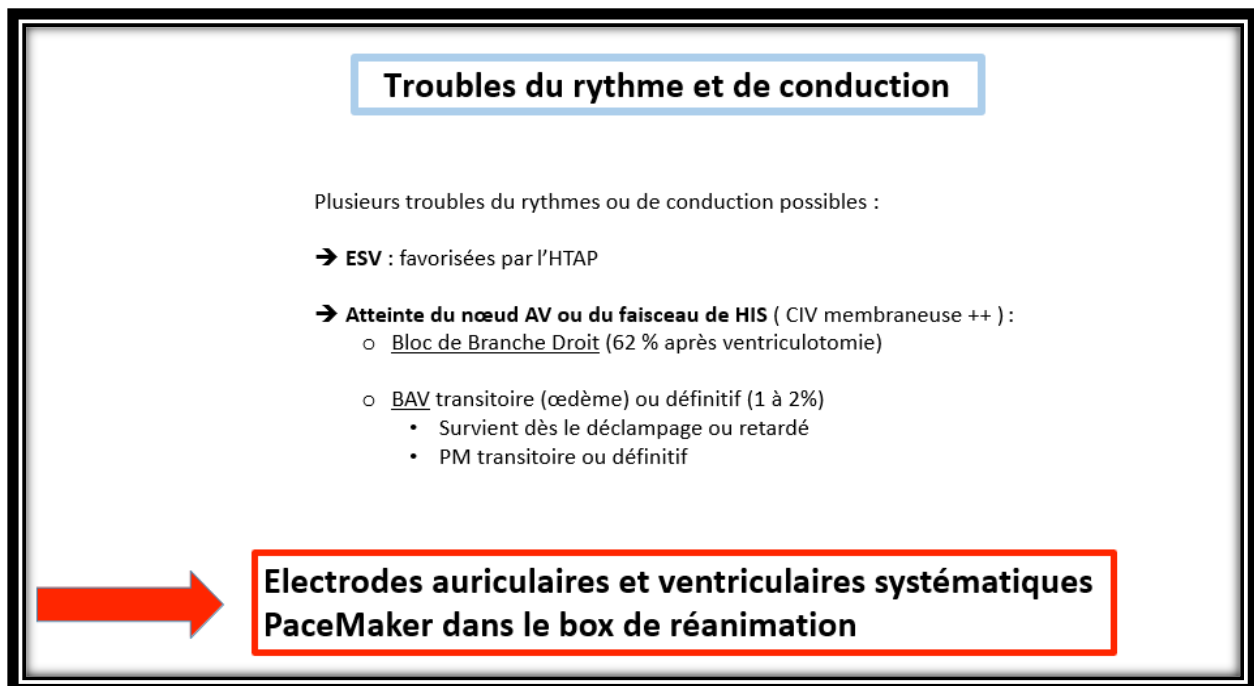 Troubles du rythme et de conduction
Plusieurs troubles du rythmes ou de conduction possibles :
➔ ESV : favorisées par l'HTAP
➔ Atteinte du nœud AV ou du faisceau de HIS ( CIV membraneuse ++ ) :
o Bloc de Branche Droit (62 % après ventriculotomie)
o BAV transitoire (œdème) ou définitif (1 à 2%)
• Survient dès le déclampage ou retardé
• PM transitoire ou définitif
Electrodes auriculaires et ventriculaires systématiques
PaceMaker dans le box de réanimation